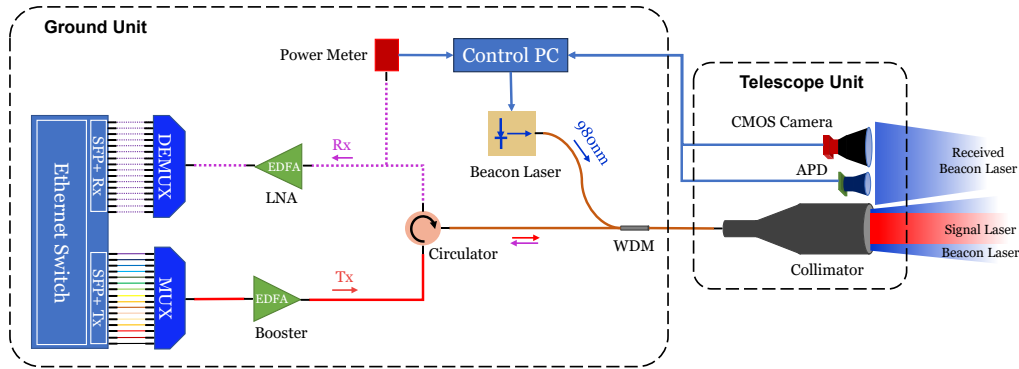 Ground Unit
Power Meter
Control PC
Telescope Unit
CMOS Camera
980nm
Received
Beacon Laser
Rx
APD
SFP+ Rx
DEMUX
EDFA
LNA
Beacon Laser
Ethernet Switch
Signal Laser
WDM
Circulator
Beacon Laser
Collimator
SFP+ Tx
MUX
EDFA
Tx
Booster